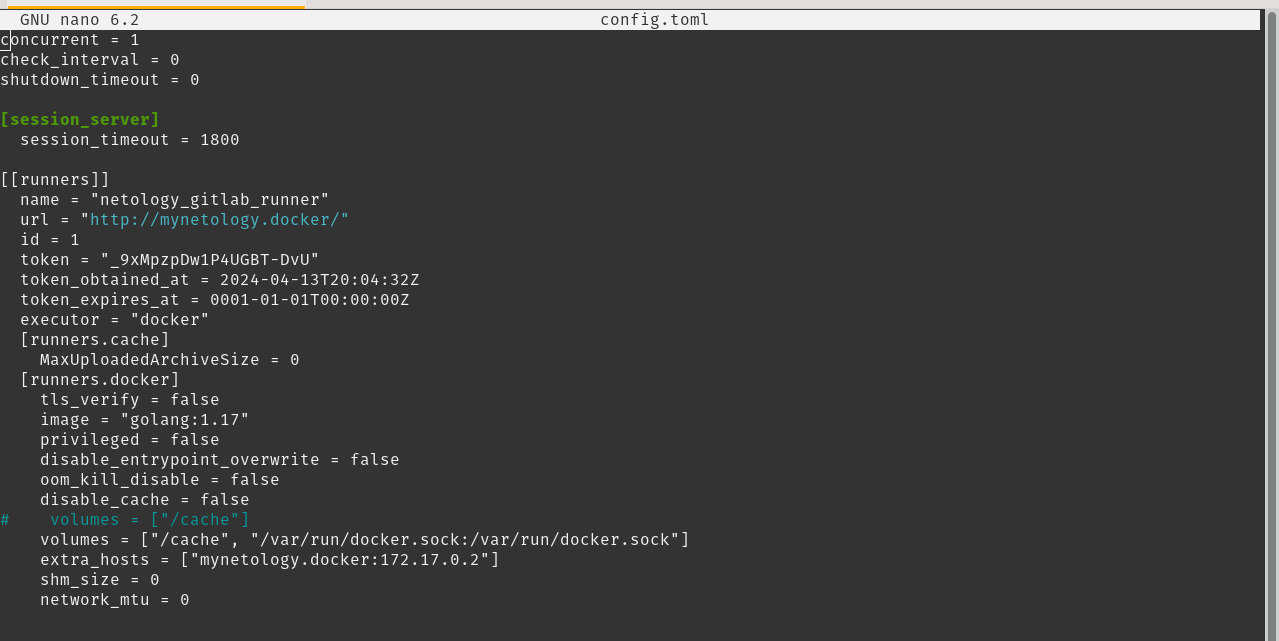 GNU nano 6.2 config.toml
concurrent = 1
check_interval = 0
shutdown_timeout = 0
[session_server]
session_timeout = 1800
[[runners]]
name = "netology_gitlab_runner"
url = "http://mynetology.docker/"
id = 1
token = "_9xMpzpDw1P4UGBT-DvU"
token_obtained_at = 2024-04-13T20:04:32Z
token_expires_at = 0001-01-01T00:00:00Z
executor = "docker"
[runners.cache]
MaxUploadedArchiveSize = 0
[runners.docker]
tls_verify = false
image = "golang:1.17"
privileged = false
disable_entrypoint_overwrite = false
oom_kill_disable = false
disable_cache = false
#    volumes = ["/cache"]
volumes = ["/cache", "/var/run/docker.sock:/var/run/docker.sock"]
extra_hosts = ["mynetology.docker:172.17.0.2"]
shm_size = 0
network_mtu = 0